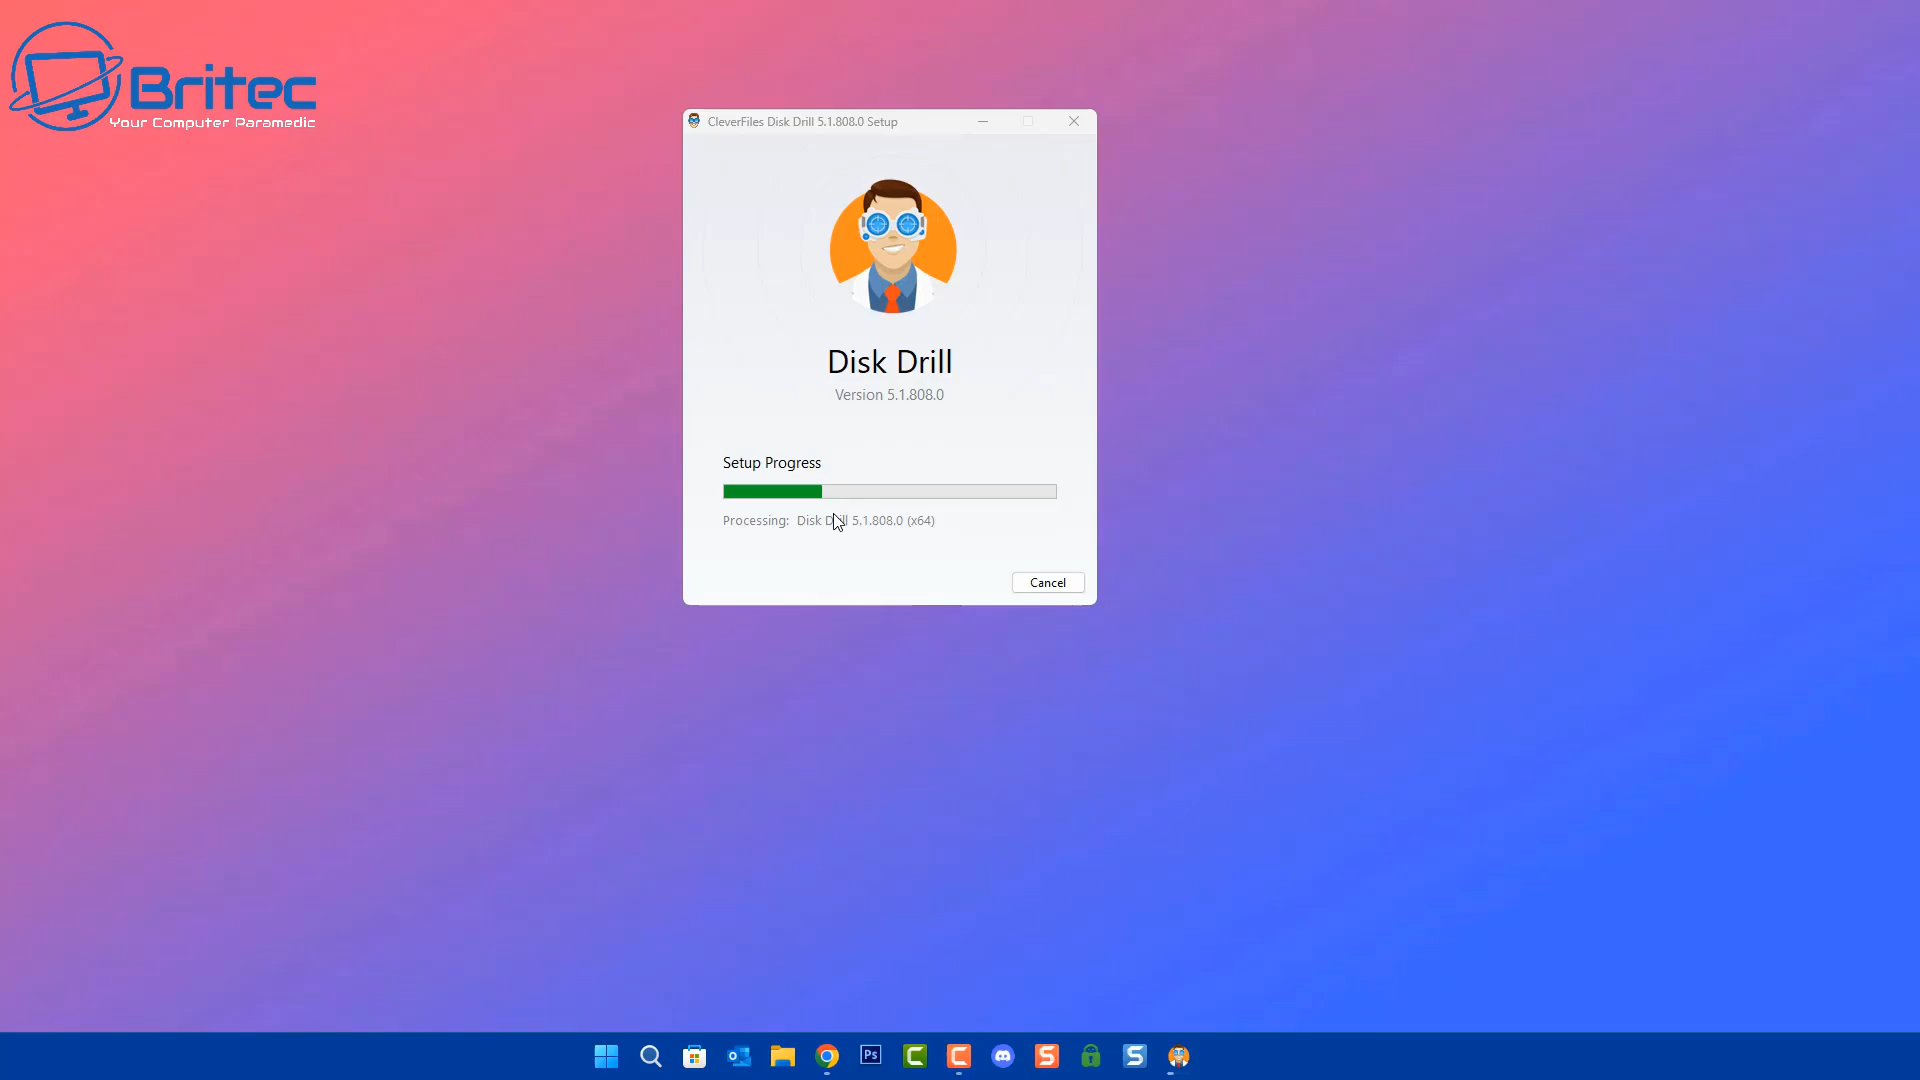 Britec
Your Computer Paramedic
CleverFiles Disk Drill 5.1.808.0 Setup
Disk Drill
Version 5.1.808.0
Setup Progress
Processing: Disk Drill 5.1.808.0 (x64)
Cancel
Ps